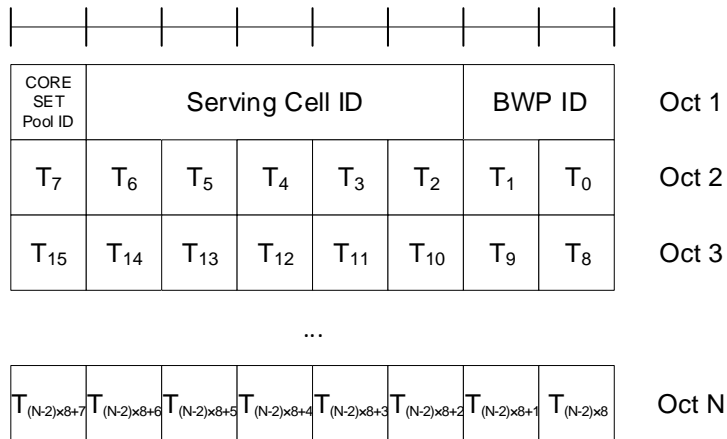 CORE SET Pool ID Serving Cell ID BWP ID Oct 1
T7 T6 T5 T4 T3 T2 T1 T0 Oct 2
T15 T14 T13 T12 T11 T10 T9 T8 Oct 3
...
T(N-2)×8+7 T(N-2)×8+6 T(N-2)×8+5 T(N-2)×8+4 T(N-2)×8+3 T(N-2)×8+2 T(N-2)×8+1 T(N-2)×8 Oct N